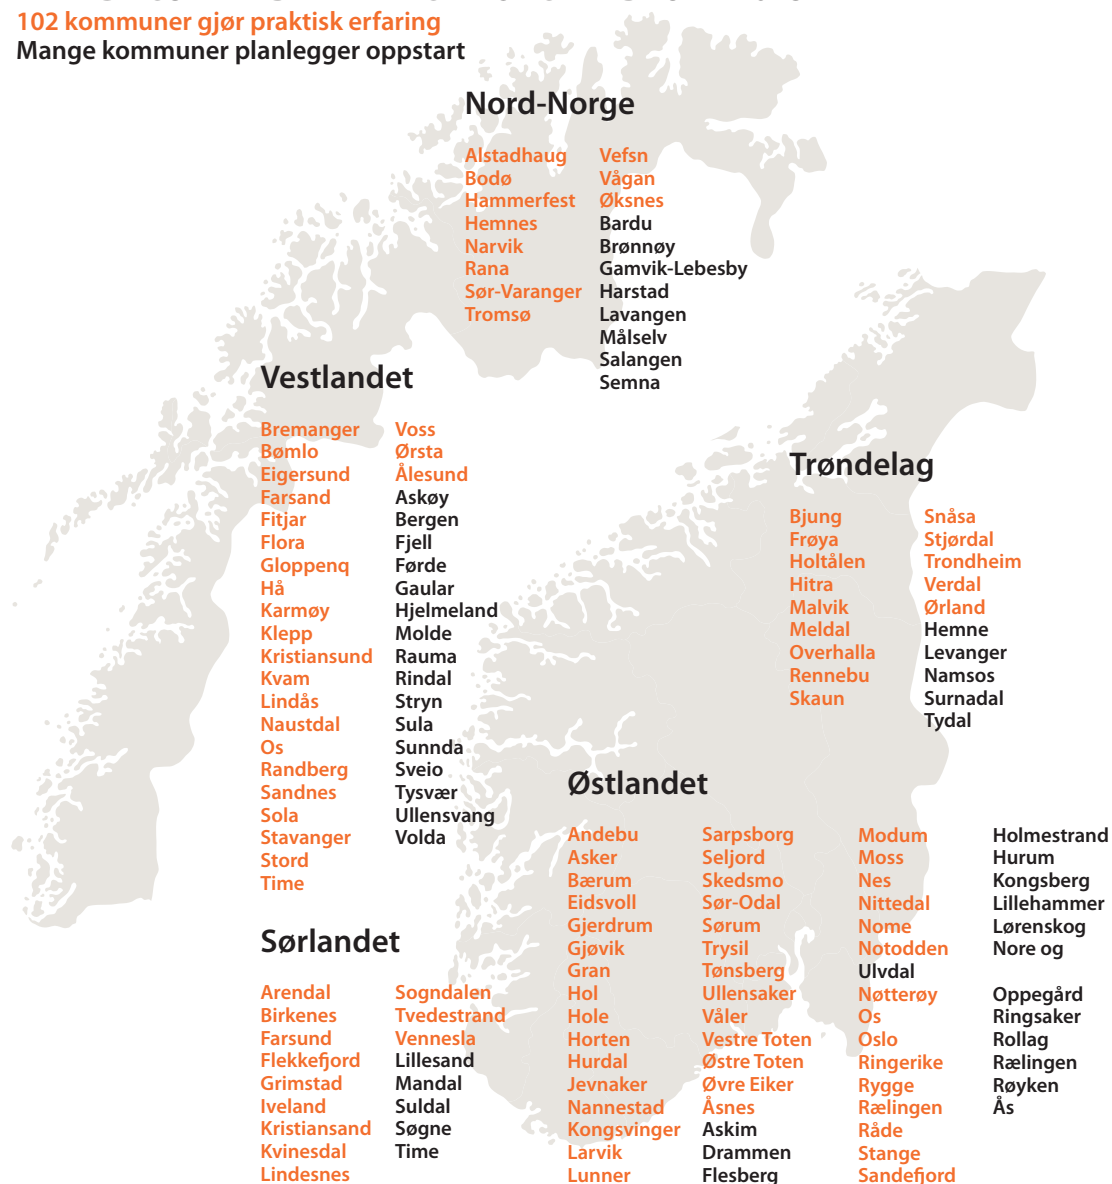 102 kommuner gjør praktisk erfaring
Mange kommuner planlegger oppstart
Nord-Norge
Alstadhaug
Bodø
Hammerfest
Hemnes
Narvik
Rana
Sør-Varanger
Tromsø
Vefsn
Vågan
Øksnes
Bardu
Brønnøy
Gamvik-Lebesby
Harstad
Lavangen
Målselv
Salangen
Semna
Vestlandet
Bremanger
Bømlo
Eigersund
Farsand
Fitjar
Flora
Gloppenq
Hå
Karmøy
Klepp
Kristiansund
Kvam
Lindås
Naustdal
Os
Randberg
Sandnes
Sola
Stavanger
Stord
Time
Voss
Ørsta
Ålesund
Askøy
Bergen
Fjell
Førde
Gaular
Hjelmeland
Molde
Rauma
Rindal
Stryn
Sula
Sunnda
Sveio
Tysvær
Ullensvang
Volda
Trøndelag
Bjung
Frøya
Holtålen
Hitra
Malvik
Meldal
Overhalla
Rennebu
Skaun
Snåsa
Stjørdal
Trondheim
Verdal
Ørland
Hemne
Levanger
Namsos
Surnadal
Tydal
Sørlandet
Arendal
Birkenes
Farsund
Flekkefjord
Grimstad
Iveland
Kristiansand
Kvinesdal
Lindesnes
Sogndalen
Tvedestrand
Vennesla
Lillesand
Mandal
Suldal
Søgne
Time
Østlandet
Andebu
Asker
Bærum
Eidsvoll
Gjerdrum
Gjøvik
Gran
Hol
Hole
Horten
Hurdal
Jevnaker
Nannestad
Kongsvinger
Larvik
Lunner
Sarpsborg
Seljord
Skedsmo
Sør-Odal
Sørum
Trysil
Tønsberg
Ullensaker
Våler
Vestre Toten
Østre Toten
Øvre Eiker
Åsnes
Askim
Drammen
Flesberg
Modum
Moss
Nes
Nittedal
Nome
Notodden
Ulvdal
Nøtterøy
Os
Oslo
Ringerike
Rygge
Rælingen
Råde
Stange
Sandefjord
Holmestrand
Hurum
Kongsberg
Lillehammer
Lørenskog
Nore og
Oppegård
Ringsaker
Rollag
Rælingen
Røyken
Ås